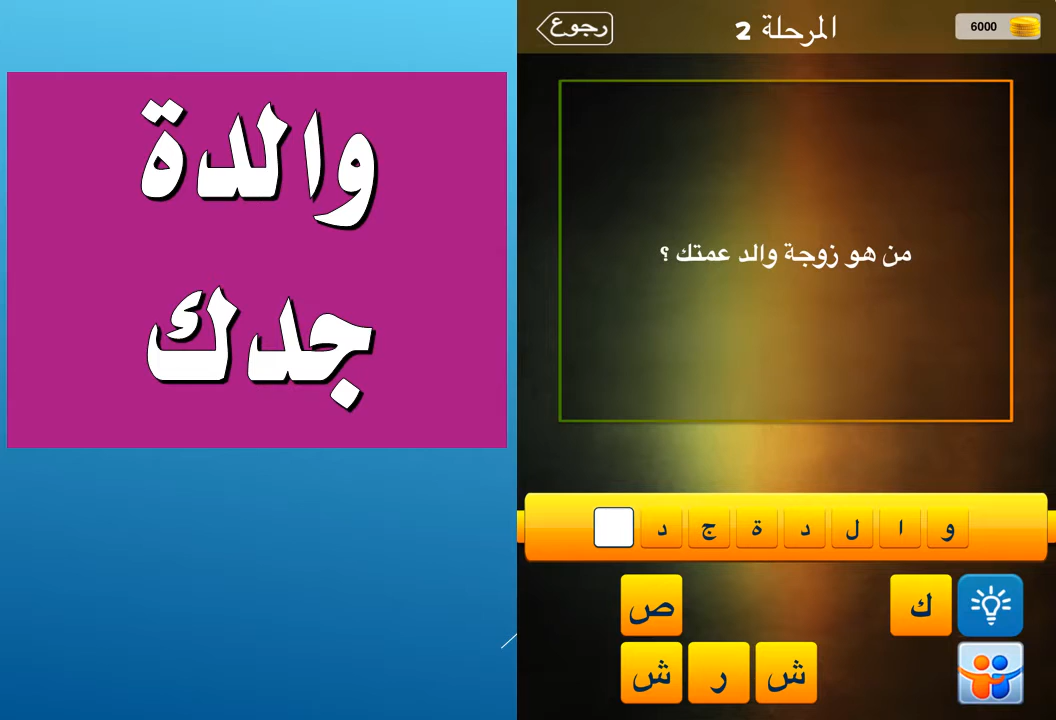 والدة
جدك
رجوع
المرحلة 2
6000
من هو زوجة والد عمتك ؟
و ا ل د ة ج د
ص ك
ش ر ش